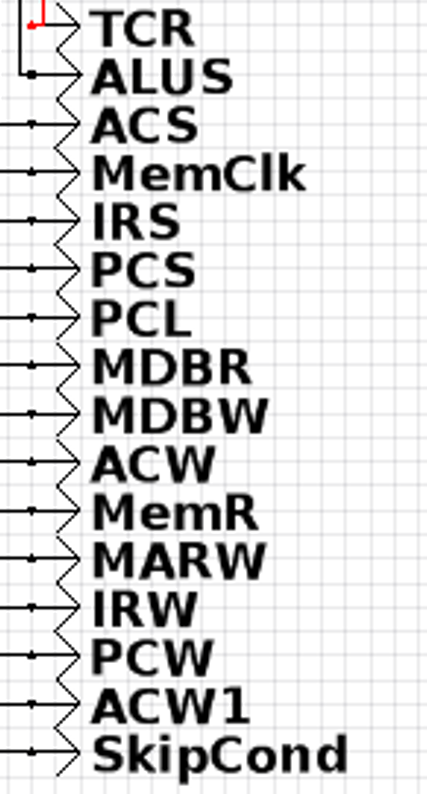 TCR
ALUS
ACS
MemClk
IRS
PCS
PCL
MDBR
MDBW
ACW
MemR
MARW
IRW
PCW
ACW1
SkipCond